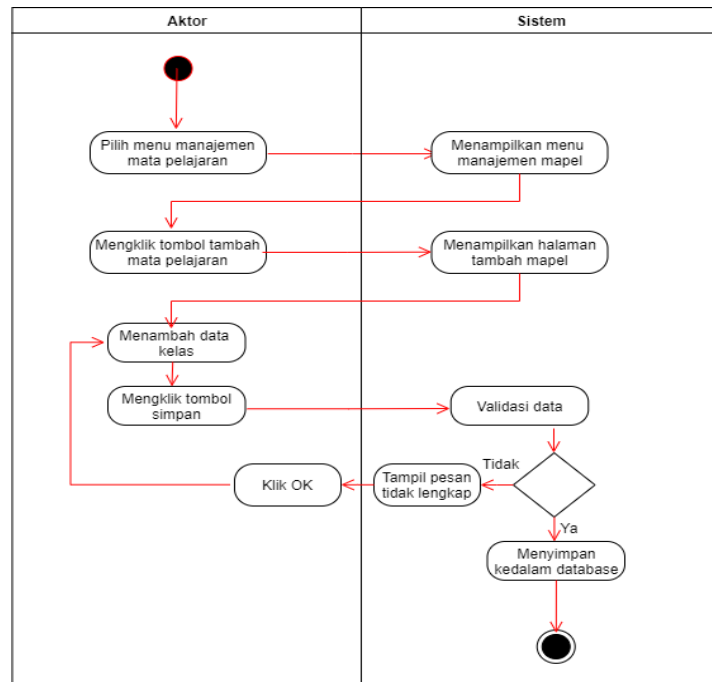 Aktor
Sistem
Pilih menu manajemen
mata pelajaran
Menampilkan menu
manajemen mapel
Mengklik tombol tambah
mata pelajaran
Menampilkan halaman
tambah mapel
Menambah data
kelas
Mengklik tombol
simpan
Validasi data
Tidak
Tampil pesan
tidak lengkap
Klik OK
Ya
Menyimpan
kedalam database